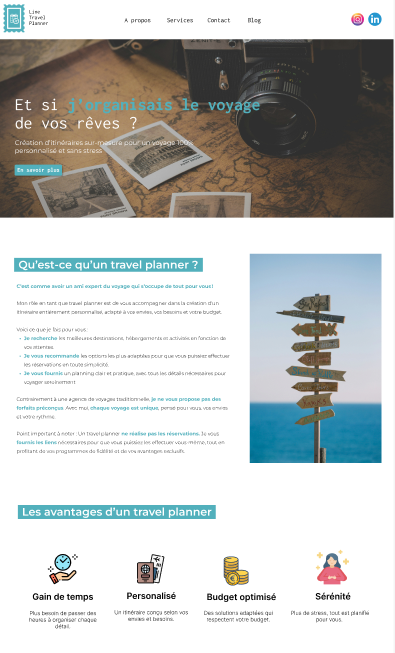 Line
Travel
Planner
A propos
Services
Contact
Blog
Et si j'organisais le voyage
de vos rêves ?
Création d'itinéraires sur-mesure pour un voyage 100%
personnalisé et sans stress
En savoir plus
Qu'est-ce qu'un travel planner ?
C'est comme avoir un ami expert du voyage qui s'occupe de tout pour vous !
Mon rôle en tant que travel planner est de vous accompagner dans la création d'un
itinéraire entièrement personnalisé, adapté à vos envies, vos besoins et votre budget.
Voici ce que je fais pour vous :
Je recherche les meilleures destinations, hébergements et activités en fonction de
vos attentes.
Je vous recommande les options les plus adaptées pour que vous puissiez effectuer
les réservations en toute simplicité.
Je vous fournis un planning clair et pratique, avec tous les détails nécessaires pour
voyager sereinement
Contrairement à une agence de voyages traditionnelle, je ne vous propose pas des
forfaits préconçus. Avec moi, chaque voyage est unique, pensé pour vous, vos envies
et votre rythme.
Point important à noter : Un travel planner ne réalise pas les réservations. Je vous
fournis les liens nécessaires pour que vous puissiez les effectuer vous-même, tout en
profitant de vos programmes de fidélité et de vos avantages exclusifs
Les avantages d'un travel planner
Gain de temps
Plus besoin de passer des
heures à organiser chaque
détail.
Personnalisé
Un itinéraire conçu selon vos
envies et besoins.
Budget optimisé
Des solutions adaptées qui
respectent votre budget.
Sérénité
Plus de stress, tout est planifié
pour vous.